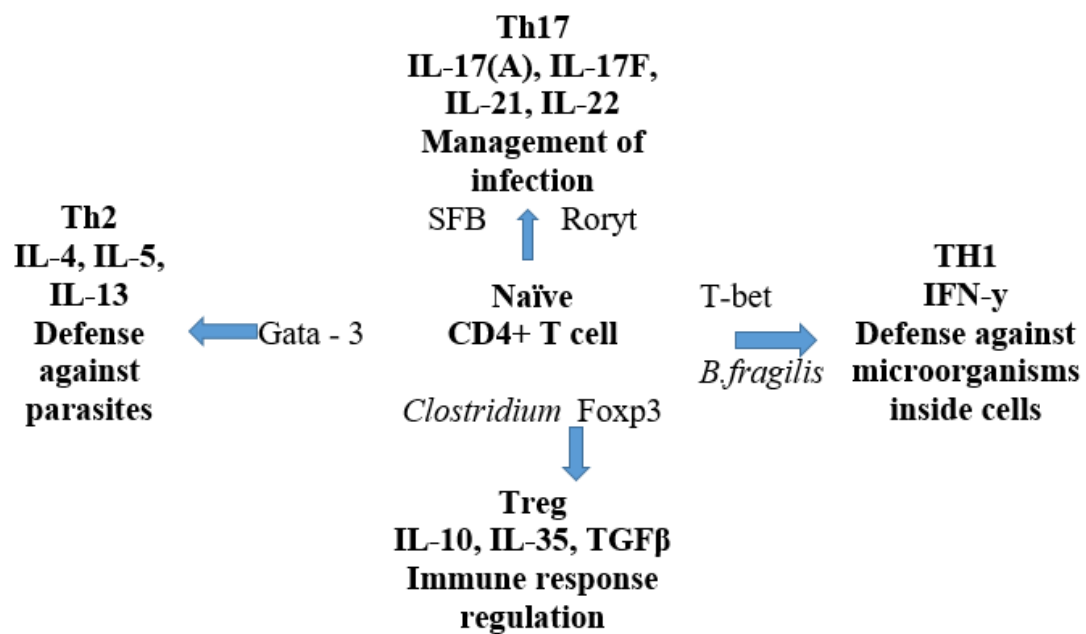 Th17
IL-17(A), IL-17F,
IL-21, IL-22
Management of
infection
SFB Roryt
Th2
IL-4, IL-5,
IL-13
Defense
against
parasites
Gata - 3
Naïve
CD4+ T cell
T-bet
B.fragilis
TH1
IFN-y
Defense against
microorganisms
inside cells
Clostridium Foxp3
Treg
IL-10, IL-35, TGFβ
Immune response
regulation